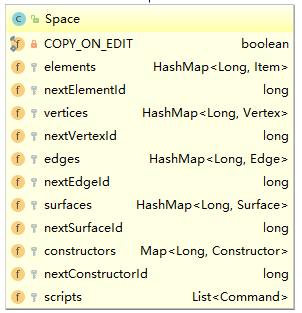 Space
COPY_ON_EDIT boolean
elements HashMap<Long, Item>
nextElementId long
vertices HashMap<Long, Vertex>
nextVertexId long
edges HashMap<Long, Edge>
nextEdgeId long
surfaces HashMap<Long, Surface>
nextSurfaceId long
constructors Map<Long, Constructor>
nextConstructorId long
scripts List<Command>